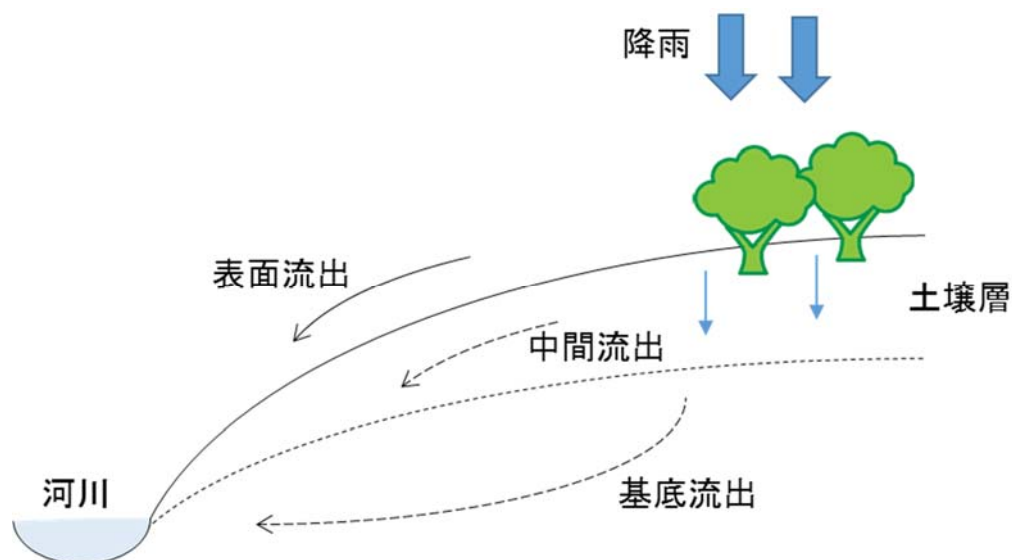 降雨
表面流出
土壌層
中間流出
河川
基底流出